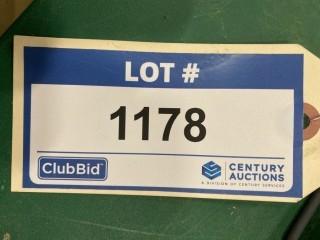 LOT #
1178
ClubBid
CENTURY
AUCTIONS
A DIVISION OF CENTURY SERVICES